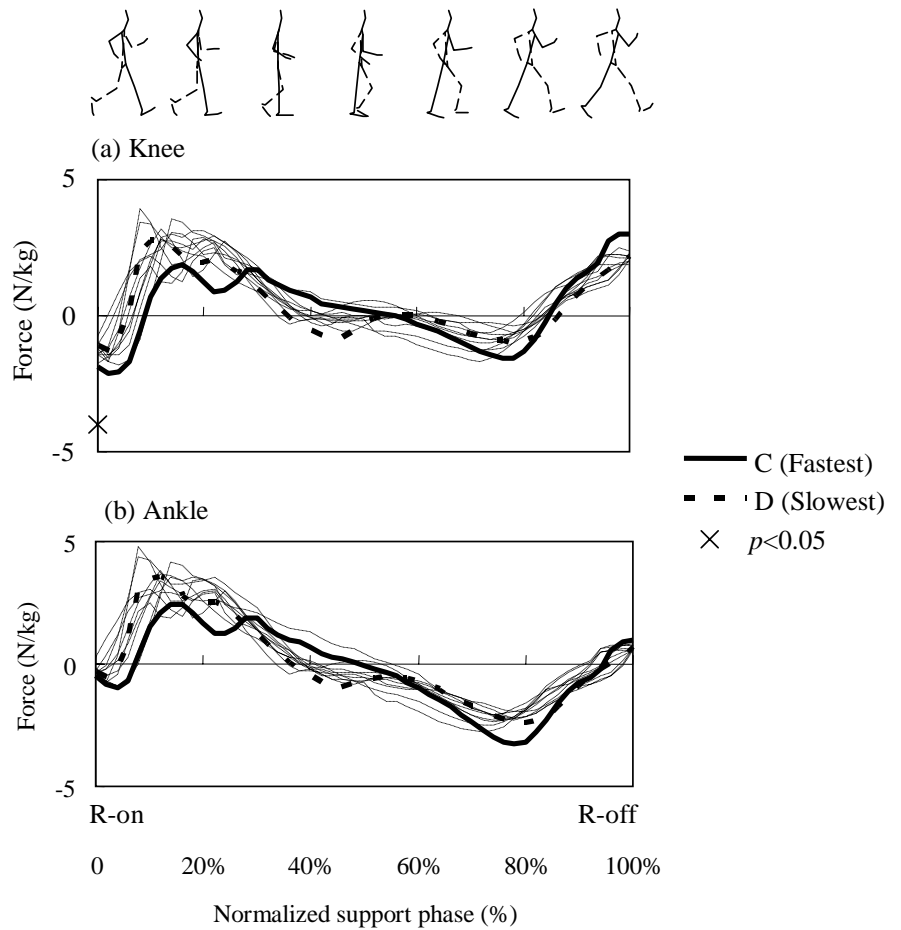 (a) Knee
5
0
-5
Force (N/kg)
C (Fastest)
D (Slowest)
p<0.05
(b) Ankle
5
0
-5
Force (N/kg)
R-on
R-off
0 20% 40% 60% 80% 100%
Normalized support phase (%)